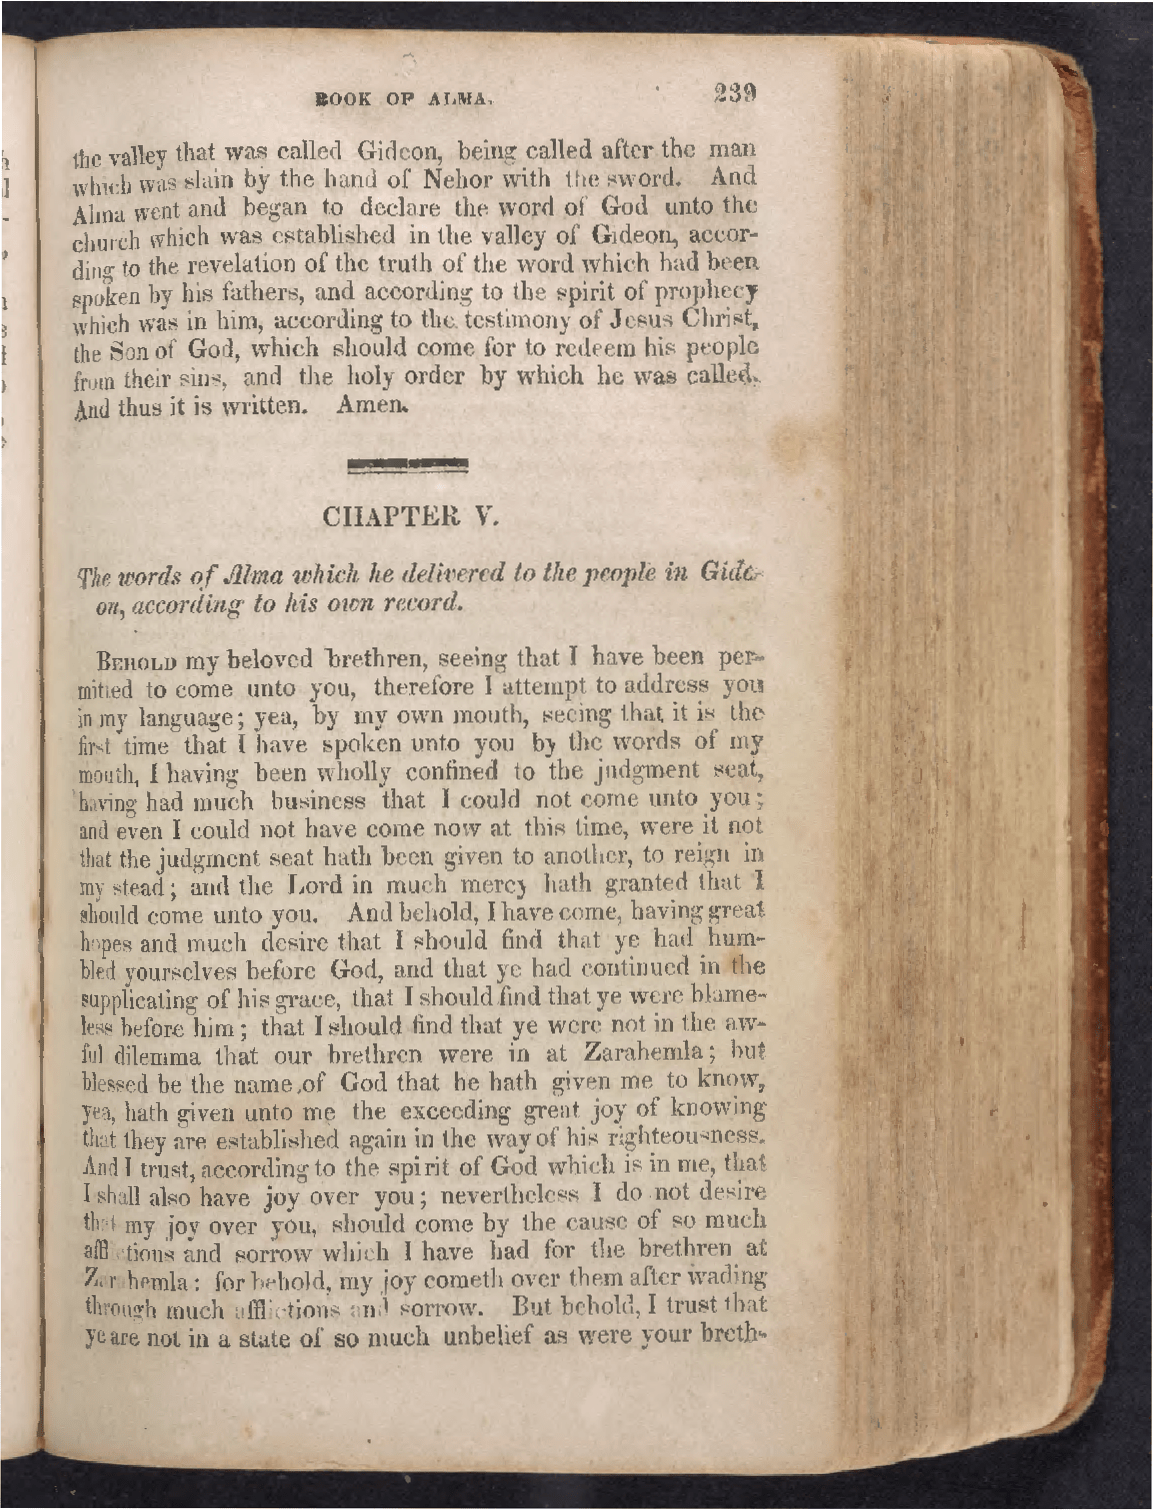 BOOK OF ALMA. 239
the valley that was called Gideon, being called after the man
which was slain by the hand of Nehor with the sword. And
Alma went and began to declare the word of God unto the
church which was established in the valley of Gideon, accor-
ding to the revelation of the truth of the word which had been
spoken by his fathers, and according to the spirit of prophecy
which was in him, according to the testimony of Jesus Christ,
the Son of God, which should come for to redeem his people
from their sins, and the holy order by which he was called.
And thus it is written. Amen.
CHAPTER V.
The words of Alma which he delivered to the people in Gide-
on, according to his own record.
BEHOLD my beloved brethren, seeing that I have been per-
mitted to come unto you, therefore I attempt to address you
in my language; yea, by my own mouth, seeing that it is the
first time that I have spoken unto you by the words of my
mouth, I having been wholly confined to the judgment seat,
having had much business that I could not come unto you;
and even I could not have come now at this time, were it not
that the judgment seat hath been given to another, to reign in
my stead; and the Lord in much mercy hath granted that I
should come unto you. And behold, I have come, having great
hopes and much desire that I should find that ye had hum-
bled yourselves before God, and that ye had continued in the
supplicating of his grace, that I should find that ye were blame-
less before him; that I should find that ye were not in the aw-
ful dilemma that our brethren were in at Zarahemla; but
blessed be the name of God that he hath given me to know,
yea, hath given unto me the exceeding great joy of knowing
that they are established again in the way of his righteousness.
And I trust, according to the spirit of God which is in me, that
I shall also have joy over you; nevertheless I do not desire
that my joy over you, should come by the cause of so much
afflictions and sorrow which I have had for the brethren at
Zarahemla: for behold, my joy cometh over them after wading
through much afflictions and sorrow. But behold, I trust that
ye are not in a state of so much unbelief as were your breth-